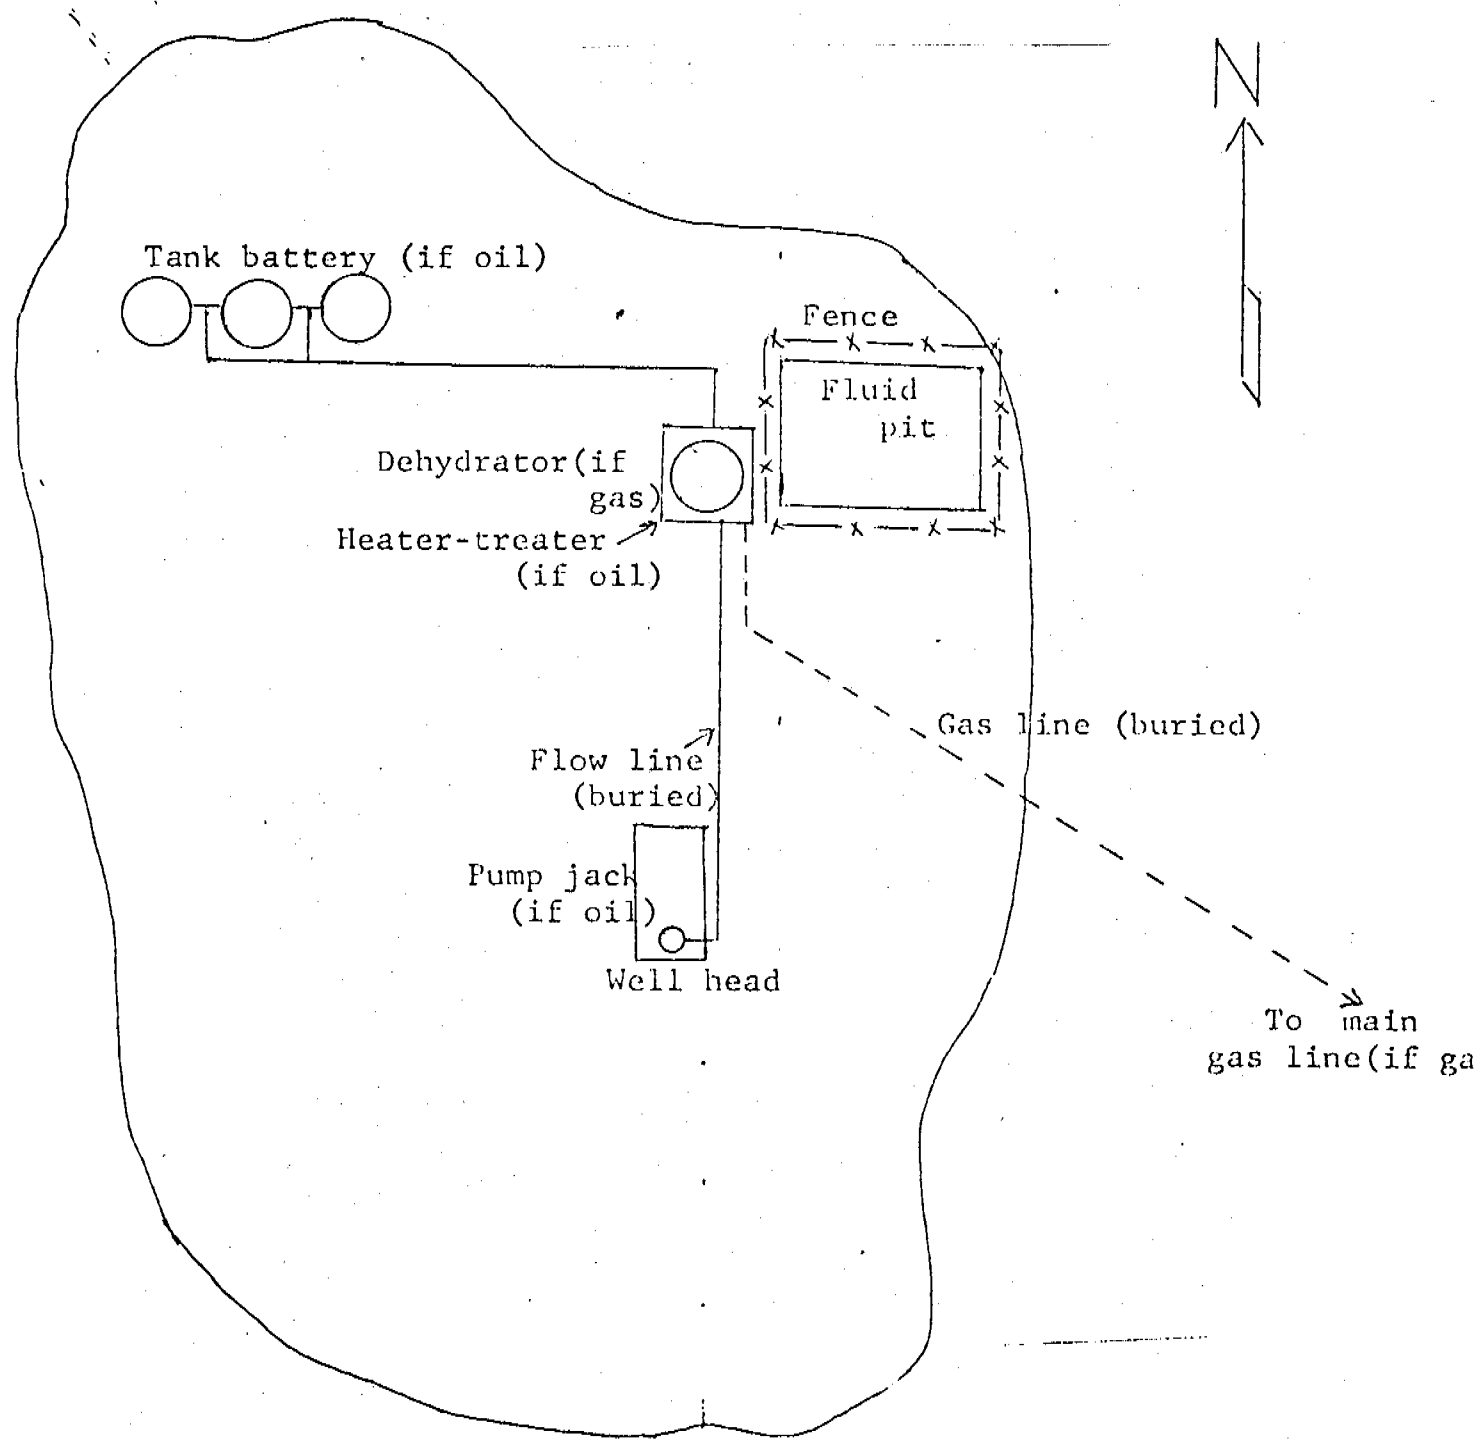 N
Tank battery (if oil)
Fence
Fluid
pit
Dehydrator(if
gas)
Heater-treater
(if oil)
Gas line (buried)
Flow line
(buried)
Pump jack
(if oil)
Well head
To main
gas line(if ga